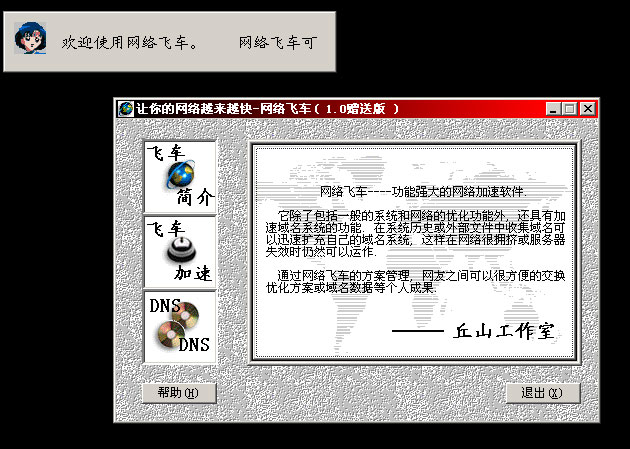 欢迎使用网络飞车。 网络飞车可
让你的网络越来越快-网络飞车(1.0赠送版 )
飞车
简介
飞车
加速
DNS
DNS
网络飞车----功能强大的网络加速软件.
它除了包括一般的系统和网络的优化功能外, 还具有加
速域名系统的功能. 在系统历史或外部文件中收集域名可
以迅速扩充自己的域名系统, 这样在网络很拥挤或服务器
失效时仍然可以运作.
通过网络飞车的方案管理, 网友之间可以很方便的交换
优化方案或域名数据等个人成果.
—— 丘山工作室
帮助(H)
退出(X)